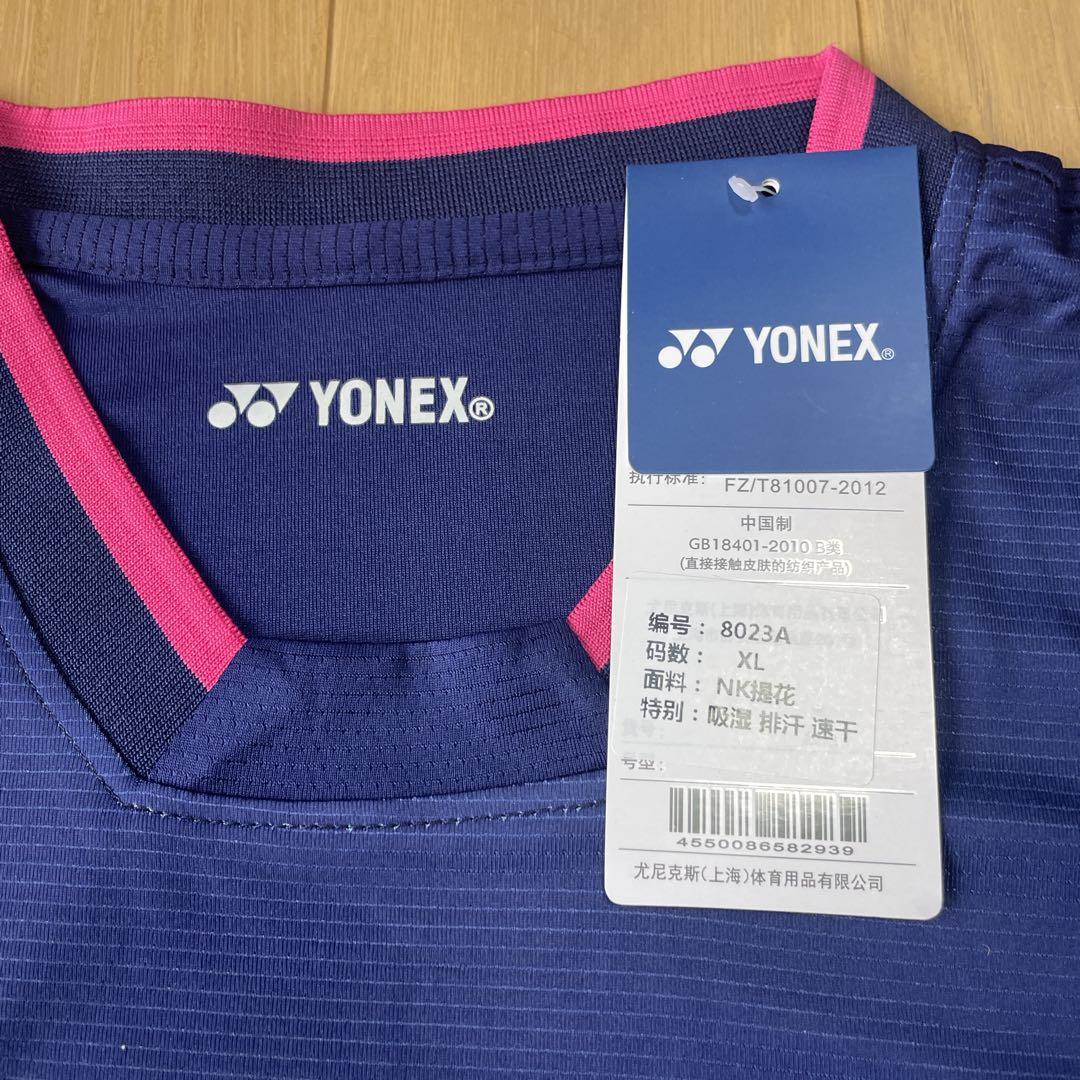 YONEX®
YONEX®
执行标准: FZ/T81007-2012
中国制
GB18401-2010 B类
(直接接触皮肤的纺织产品)
编号: 8023A
码数: XL
面料: NK提花
特别: 吸湿 排汗 速干
号型:
4550086582939
尤尼克斯(上海)体育用品有限公司